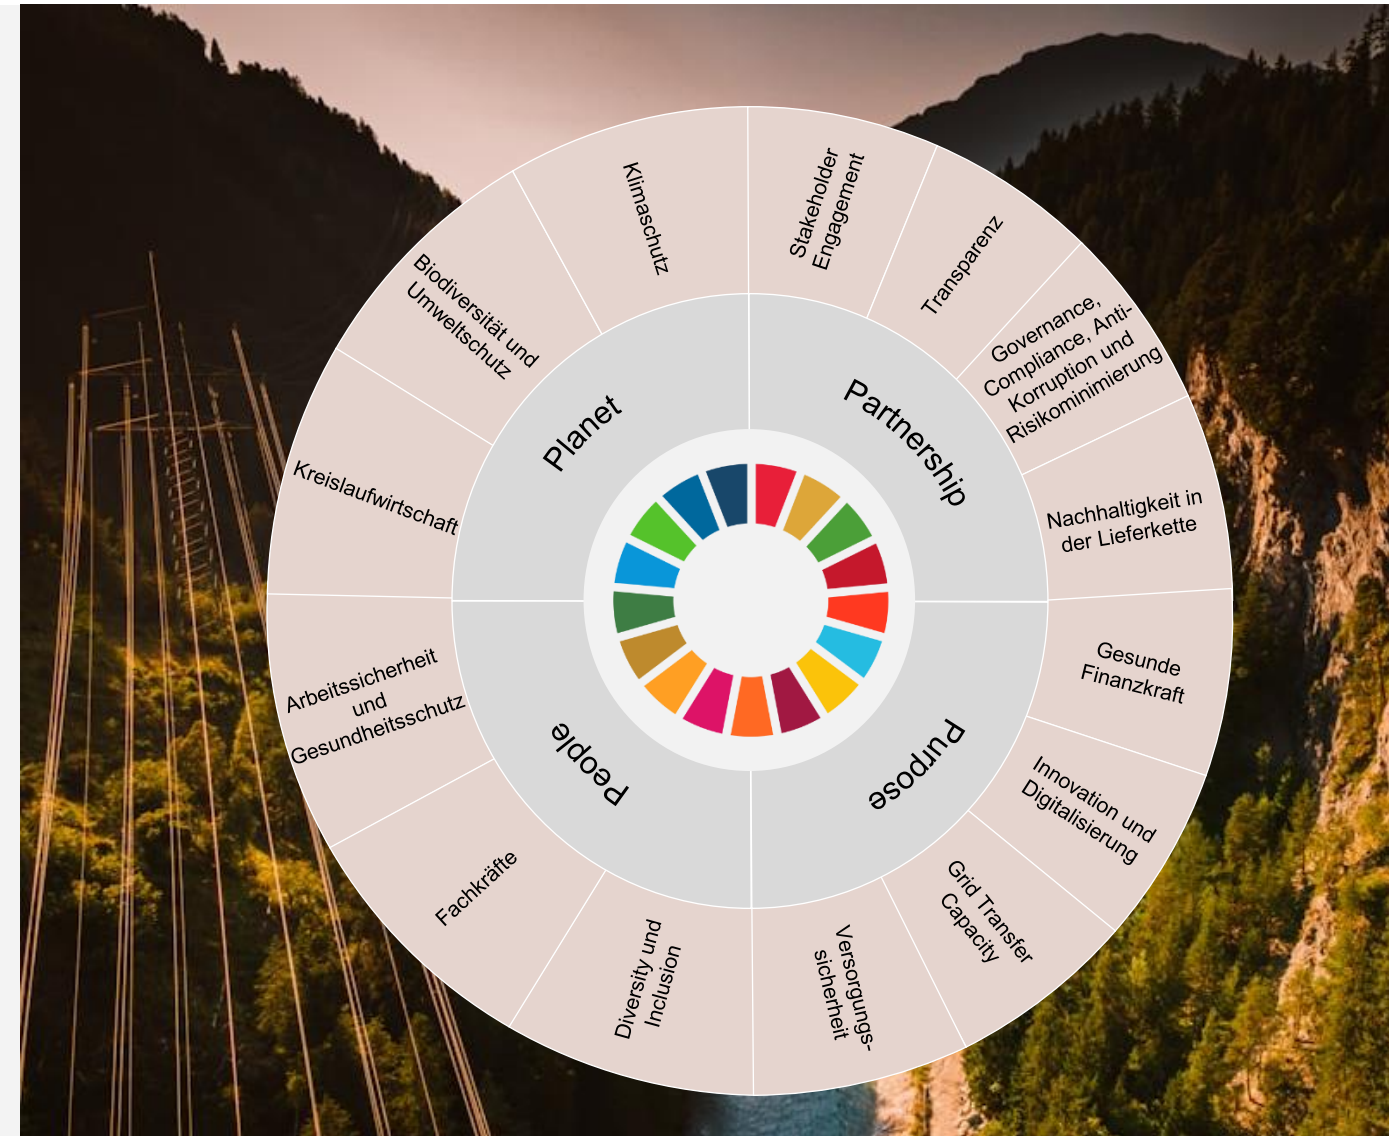 Klimaschutz
Stakeholder
Engagement
Transparenz
Biodiversität und
Umweltschutz
Governance,
Compliance, Anti-
Korruption und
Risikominimierung
Planet
Partnership
Kreislaufwirtschaft
Nachhaltigkeit in
der Lieferkette
Arbeitssicherheit
und
Gesundheitsschutz
Gesunde
Finanzkraft
People
Purpose
Innovation und
Digitalisierung
Fachkräfte
Grid Transfer
Capacity
Diversity und
Inclusion
Versorgungs-
sicherheit